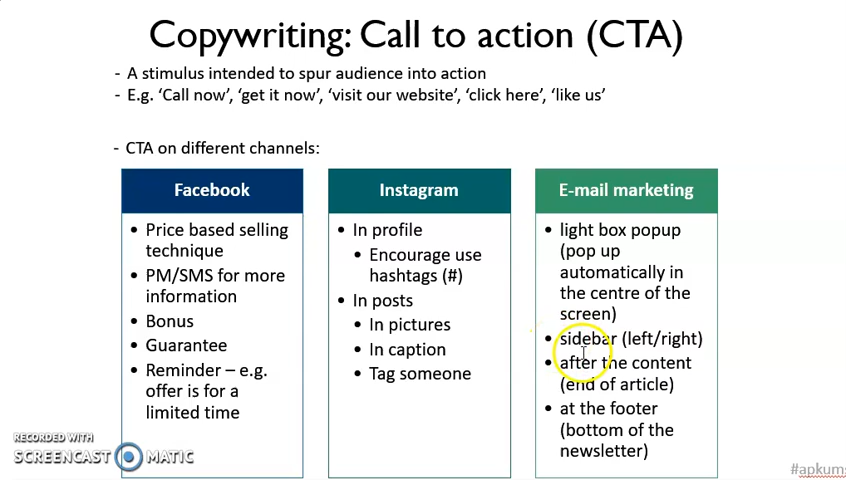 Copywriting: Call to action (CTA)
- A stimulus intended to spur audience into action
- E.g. ‘Call now’, ‘get it now’, ‘visit our website’, ‘click here’, ‘like us’
- CTA on different channels:
Facebook
• Price based selling
technique
• PM/SMS for more
information
• Bonus
• Guarantee
• Reminder – e.g.
offer is for a
limited time
Instagram
• In profile
• Encourage use
hashtags (#)
• In posts
• In pictures
• In caption
• Tag someone
E-mail marketing
• light box popup
(pop up
automatically in
the centre of the
screen)
• sidebar (left/right)
• after the content
(end of article)
• at the footer
(bottom of the
newsletter)
RECORDED WITH
SCREENCAST MATIC
#apkums